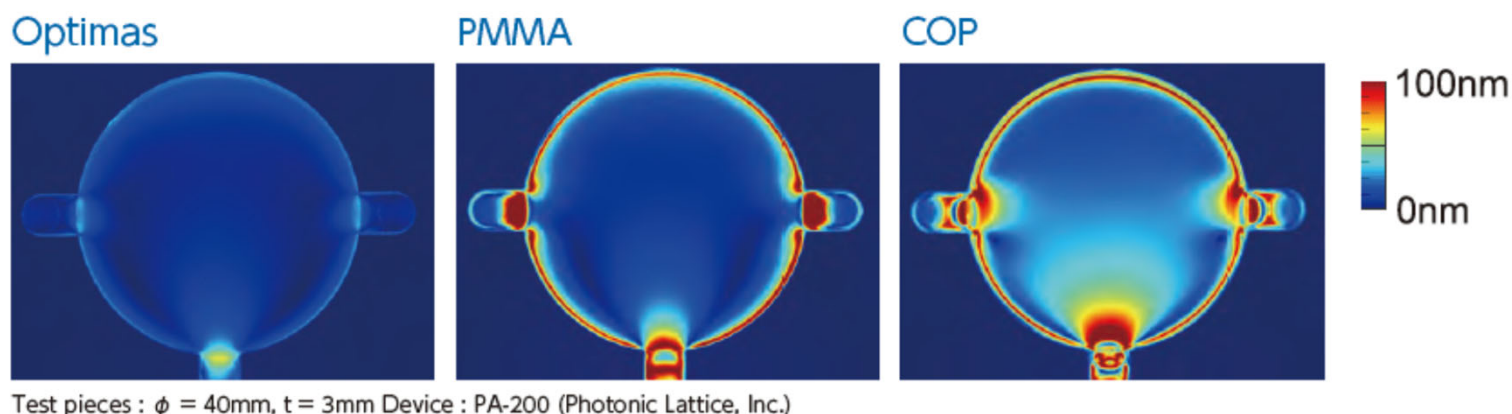 Optimas
PMMA
COP
100nm
0nm
Test pieces : ϕ = 40mm, t = 3mm Device : PA-200 (Photonic Lattice, Inc.)